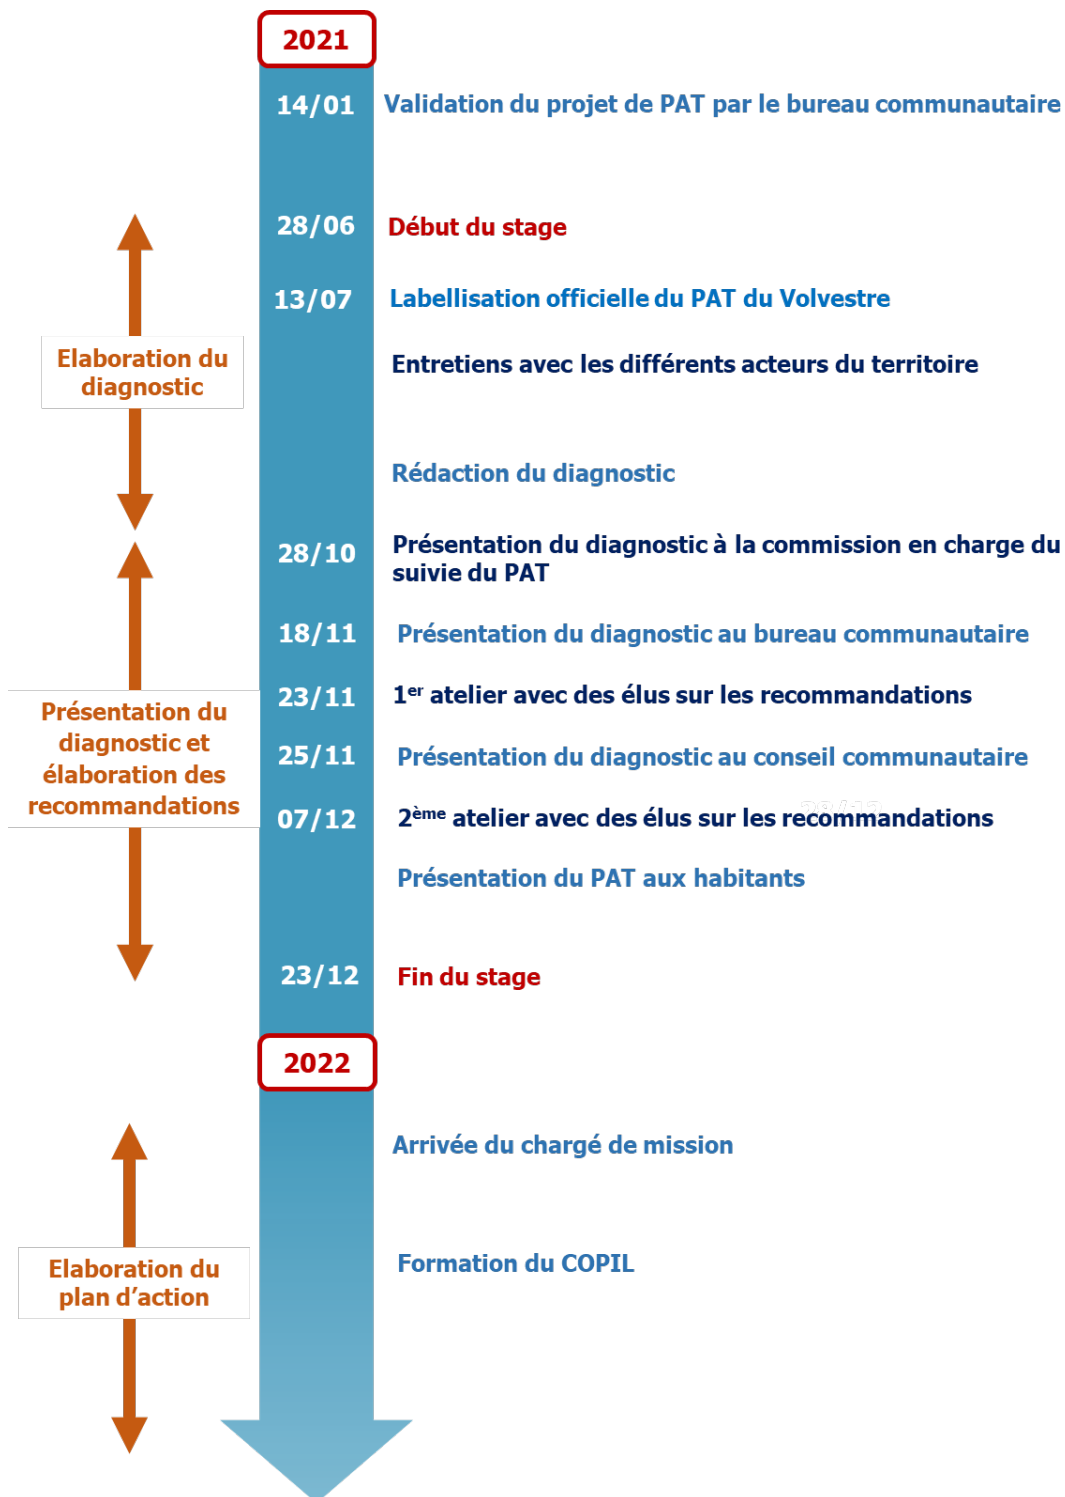 2021
14/01 Validation du projet de PAT par le bureau communautaire
28/06 Début du stage
13/07 Labellisation officielle du PAT du Volvestre
Elaboration du
diagnostic
Entretiens avec les différents acteurs du territoire
Rédaction du diagnostic
28/10 Présentation du diagnostic à la commission en charge du
suivie du PAT
18/11 Présentation du diagnostic au bureau communautaire
23/11 1er atelier avec des élus sur les recommandations
Présentation du
diagnostic et
élaboration des
recommandations
25/11 Présentation du diagnostic au conseil communautaire
07/12 2ème atelier avec des élus sur les recommandations
Présentation du PAT aux habitants
23/12 Fin du stage
2022
Arrivée du chargé de mission
Formation du COPIL
Elaboration du
plan d’action